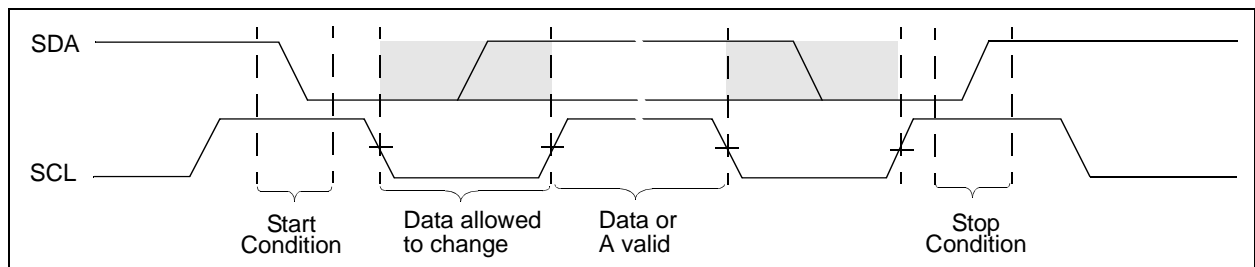 SDA
SCL
Start
Condition
Data allowed
to change
Data or
A valid
Stop
Condition